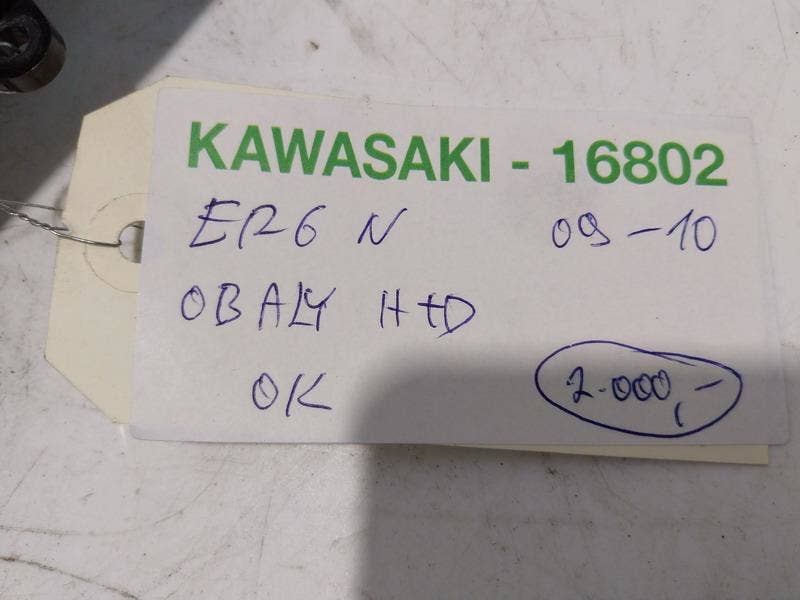 KAWASAKI - 16802
ER6 N 09-10
OBALY H+D
OK 2.000,-